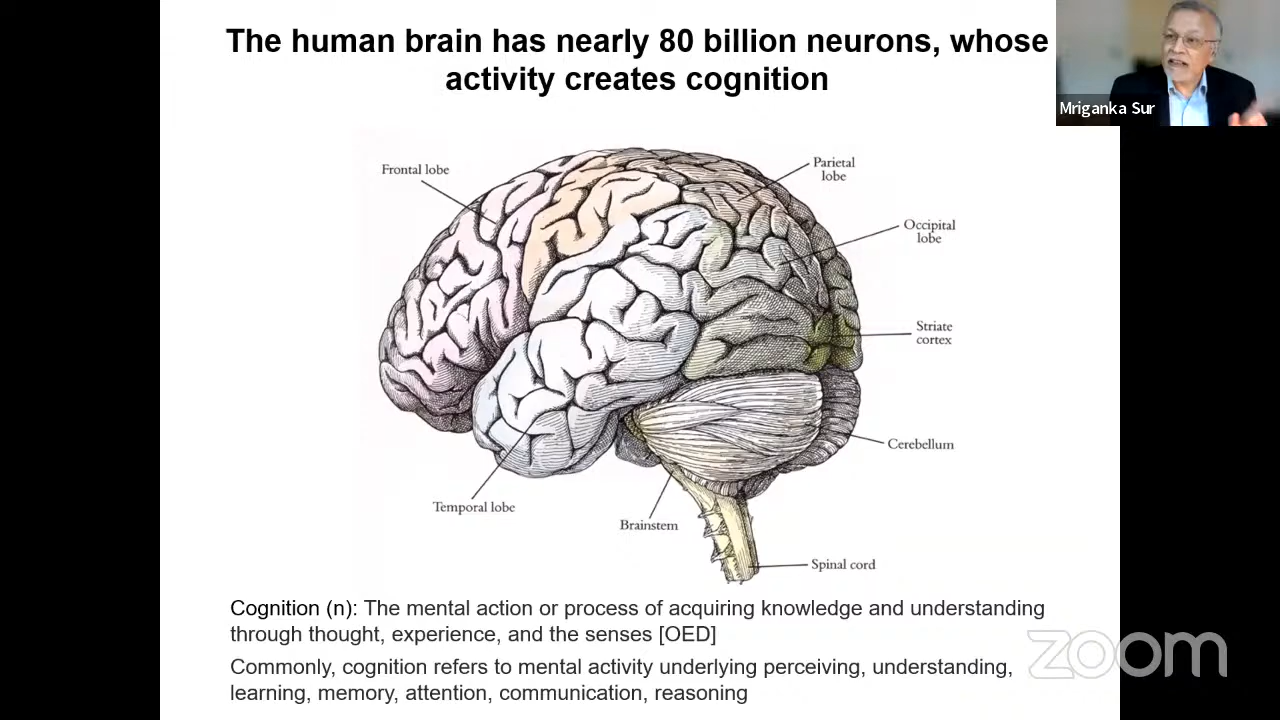 The human brain has nearly 80 billion neurons, whose
activity creates cognition
Mriganka Sur
Frontal lobe
Parietal
lobe
Occipital
lobe
Striate
cortex
Cerebellum
Temporal lobe
Brainstem
Spinal cord
Cognition (n): The mental action or process of acquiring knowledge and understanding
through thought, experience, and the senses [OED]
Commonly, cognition refers to mental activity underlying perceiving, understanding,
learning, memory, attention, communication, reasoning
zoom